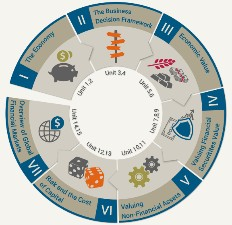 I
The Economy
Unit 1.2
II
The Business
Decision Framework
Unit 3.4
III
Economic Value
Unit 5.6
IV
Valuing Financial
Securities Value
Unit 7.8.9
V
Valuing
Non-Financial Assets
Unit 10.11
VI
Risk and the Cost
of Capital
Unit 12.13
VII
Overview of Global
Financial Markets
Unit 14.15